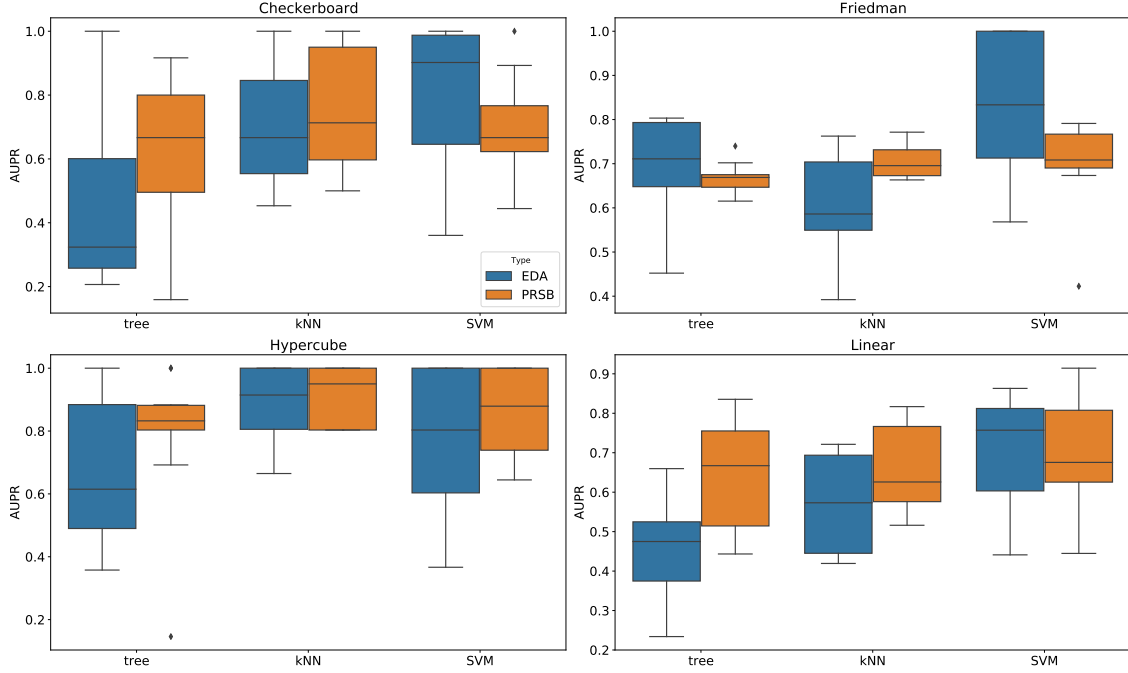 Checkerboard
AUPR
1.0
0.8
0.6
0.4
0.2
tree
kNN
SVM
Type
EDA
PRSB
Friedman
AUPR
1.0
0.9
0.8
0.7
0.6
0.5
0.4
tree
kNN
SVM
Hypercube
AUPR
1.0
0.8
0.6
0.4
0.2
tree
kNN
SVM
Linear
AUPR
0.9
0.8
0.7
0.6
0.5
0.4
0.3
0.2
tree
kNN
SVM